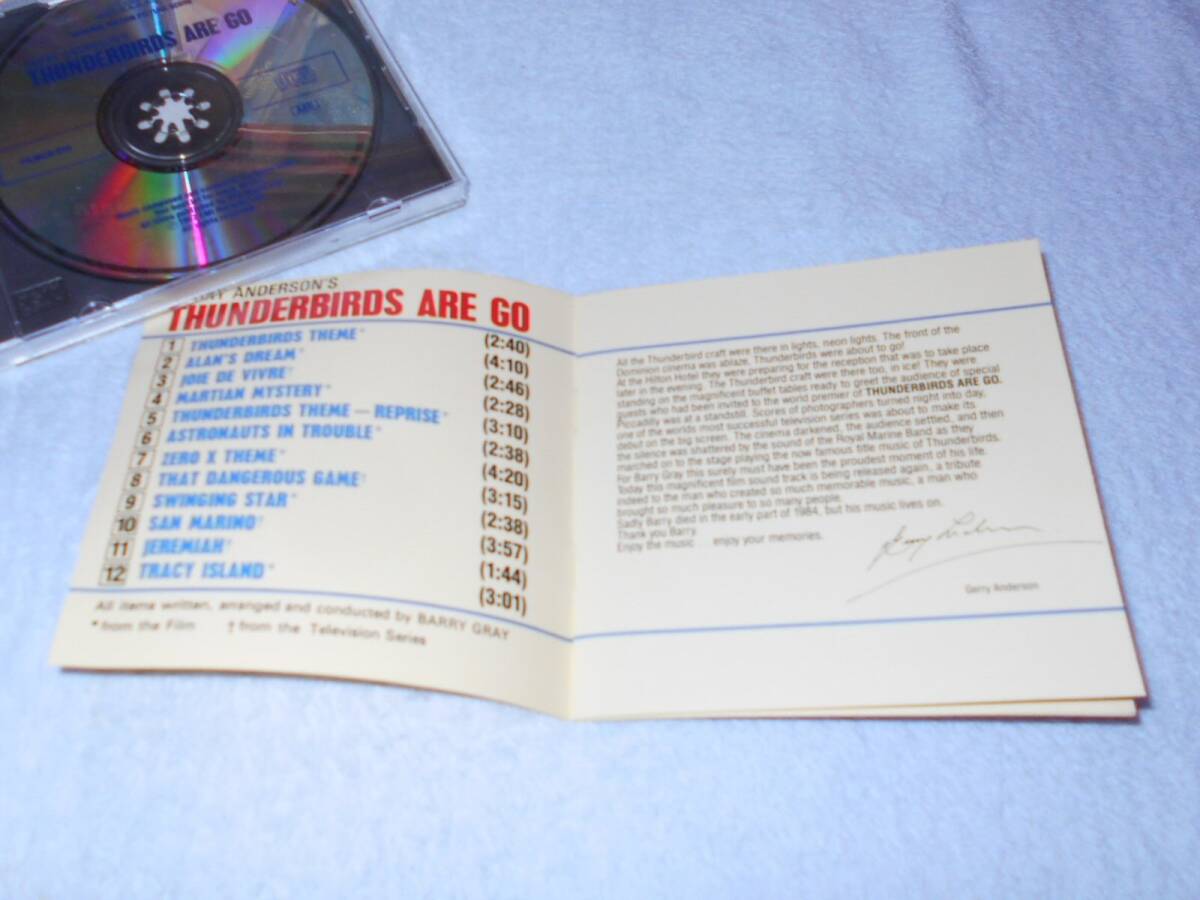 THUNDERBIRDS ARE GO
ANDERSON'S
THUNDERBIRDS ARE GO
1 THUNDERBIRDS THEME* (2:40)
2 ALAN'S DREAM* (4:10)
3 JOIE DE VIVRE* (2:46)
4 MARTIAN MYSTERY* (2:28)
5 THUNDERBIRDS THEME — REPRISE* (3:10)
6 ASTRONAUTS IN TROUBLE* (2:38)
7 ZERO X THEME* (4:20)
8 THAT DANGEROUS GAME† (3:15)
9 SWINGING STAR* (2:38)
10 SAN MARINO† (3:57)
11 JEREMIAH† (1:44)
12 TRACY ISLAND* (3:01)
All items written, arranged and conducted by BARRY GRAY
*from the Film †from the Television Series
All the Thunderbird craft were there in lights, neon lights. The front of the
Dominion cinema was ablaze, Thunderbirds were about to go!
At the Hilton Hotel they were preparing for the reception that was to take place
later in the evening. The Thunderbird craft were there too, in ice! They were
standing on the magnificent buffet tables ready to greet the audience of special
guests who had been invited to the world premier of THUNDERBIRDS ARE GO.
Piccadilly was at a standstill. Scores of photographers turned night into day,
one of the worlds most successful television series was about to make its
debut on the big screen. The cinema darkened, the audience settled, and then
the silence was shattered by the sound of the Royal Marine Band as they
marched on to the stage playing the now famous title music of Thunderbirds.
For Barry Gray this surely must have been the proudest moment of his life.
Today this magnificent film sound track is being released again, a tribute
indeed to the man who created so much memorable music, a man who
brought so much pleasure to so many people.
Sadly Barry died in the early part of 1984, but his music lives on.
Thank you Barry.
Enjoy the music enjoy your memories.
Gerry Anderson